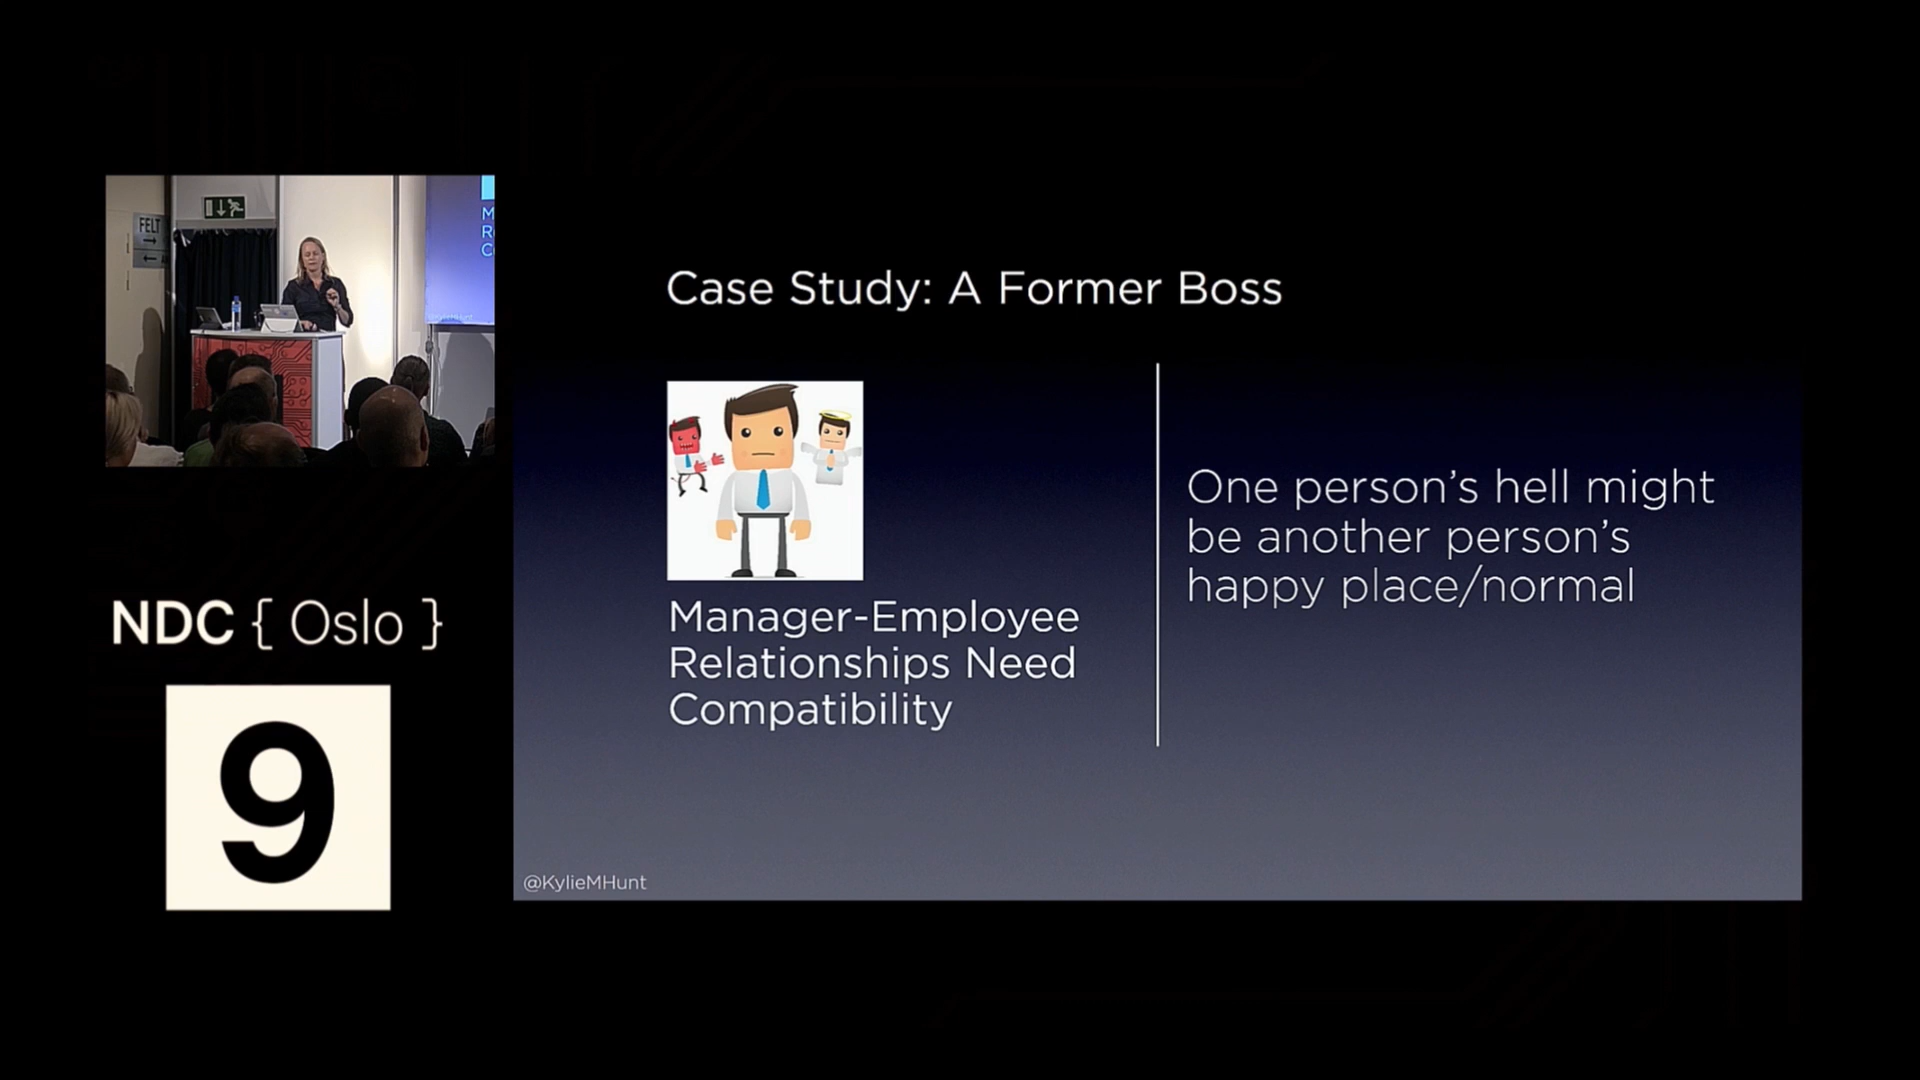 FELT
M
R
C
Case Study: A Former Boss
Manager-Employee
Relationships Need
Compatibility
One person's hell might
be another person's
happy place/normal
@KylieMHunt
NDC { Oslo }
9